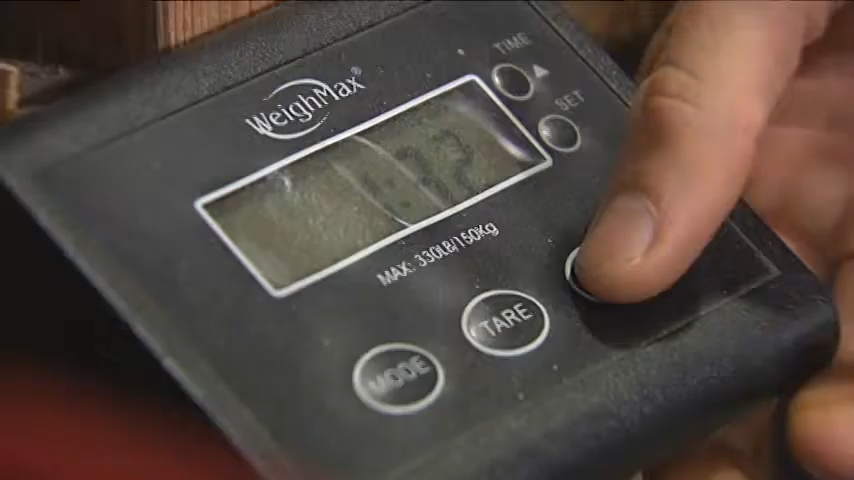 TIME
WeighMax®
SET
MAX: 330LB/150Kg
TARE
MODE